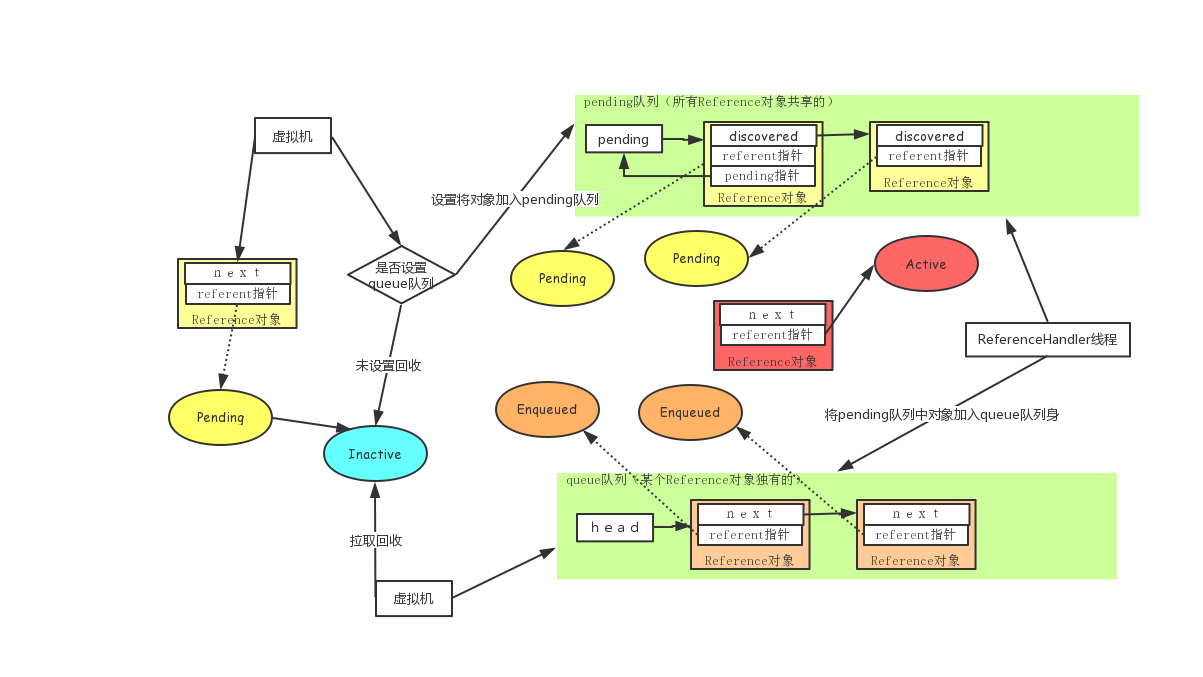 pending队列（所有Reference对象共享的）
虚拟机
pending
discovered
referent指针
pending指针
Reference对象
discovered
referent指针
Reference对象
设置将对象加入pending队列
是否设置
queue队列
next
referent指针
Reference对象
Pending
Pending
Active
next
referent指针
Reference对象
ReferenceHandler线程
未设置回收
Pending
Inactive
Enqueued
Enqueued
将pending队列中对象加入queue队列身
queue队列（某个Reference对象独有的）
head
next
referent指针
Reference对象
next
referent指针
Reference对象
拉取回收
虚拟机